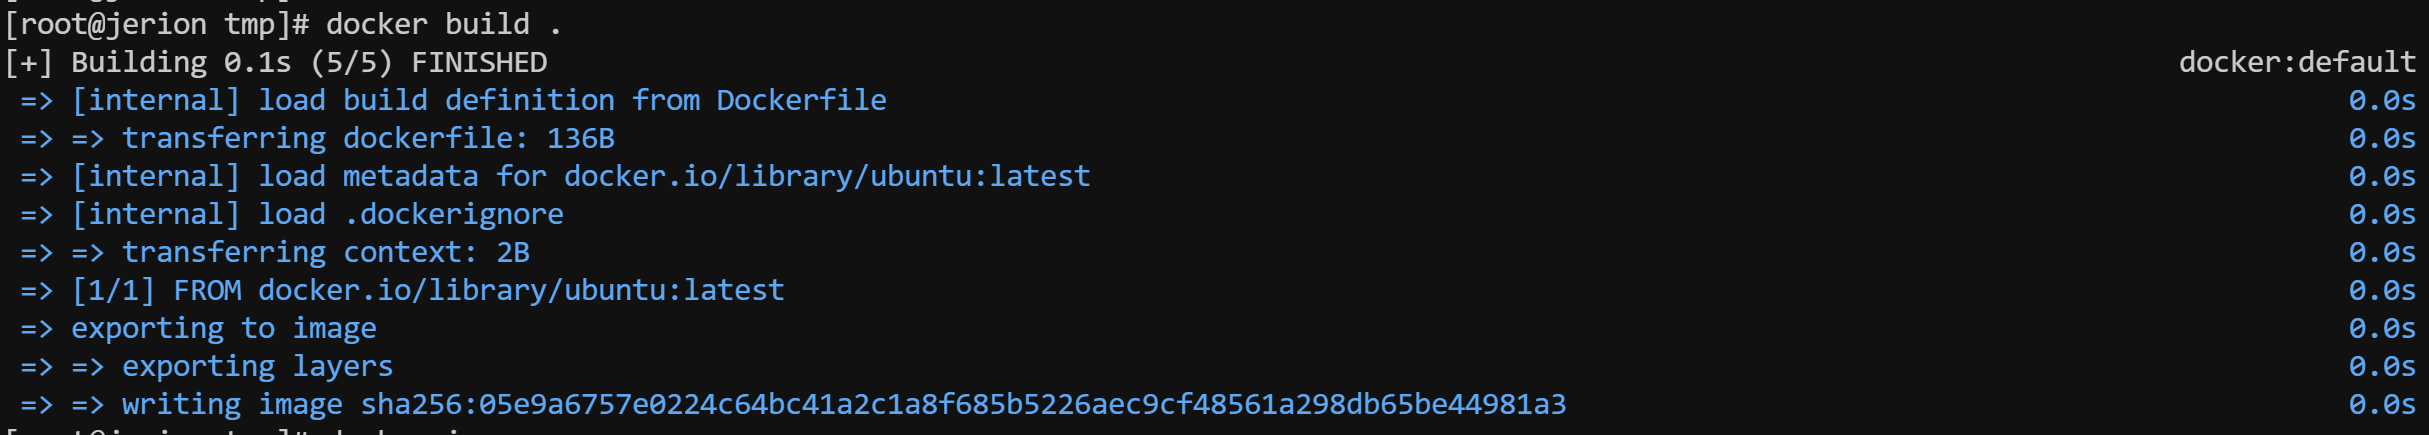 [root@jerion tmp]# docker build .
[+] Building 0.1s (5/5) FINISHED docker:default
=> [internal] load build definition from Dockerfile 0.0s
=> => transferring dockerfile: 136B 0.0s
=> [internal] load metadata for docker.io/library/ubuntu:latest 0.0s
=> [internal] load .dockerignore 0.0s
=> => transferring context: 2B 0.0s
=> [1/1] FROM docker.io/library/ubuntu:latest 0.0s
=> exporting to image 0.0s
=> => exporting layers 0.0s
=> => writing image sha256:05e9a6757e0224c64bc41a2c1a8f685b5226aec9cf48561a298db65be44981a3 0.0s